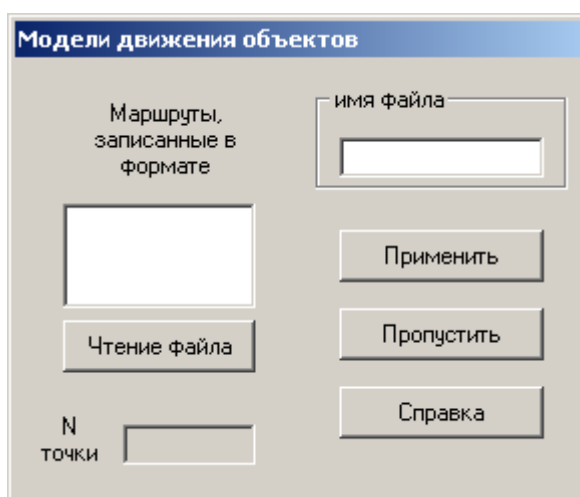 Модели движения объектов
Маршруты,
записанные в
формате
имя файла
Применить
Чтение файла
Пропустить
N
точки
Справка